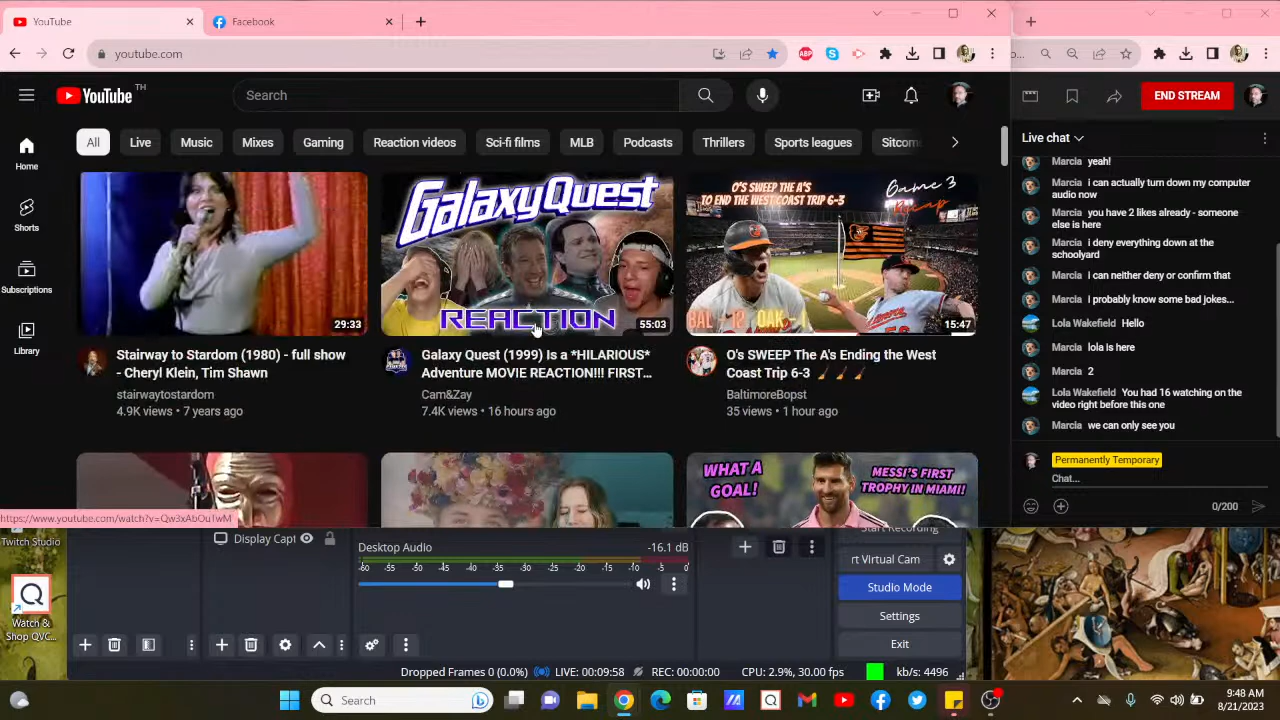 YouTube
Facebook
youtube.com
ABP
o...
YouTube TH
Search
END STREAM
Home
Shorts
Subscriptions
Library
All
Live
Music
Mixes
Gaming
Reaction videos
Sci-fi films
MLB
Podcasts
Thrillers
Sports leagues
Sitcom
29:33
GalaxyQuest
REACTION
55:03
O'S SWEEP THE A'S
TO END THE WEST COAST TRIP 6-3
Game 3
Recap
BAL - 12 OAK - 1
15:47
Stairway to Stardom (1980) - full show
- Cheryl Klein, Tim Shawn
stairwaytostardom
4.9K views • 7 years ago
Galaxy Quest (1999) Is a *HILARIOUS*
Adventure MOVIE REACTION!!! FIRST...
Cam&Zay
7.4K views • 16 hours ago
O's SWEEP The A's Ending the West
Coast Trip 6-3 🧹 🧹 🧹
BaltimoreBopst
35 views • 1 hour ago
WHAT A
GOAL!
MESSI'S FIRST
TROPHY IN MIAMI!
https://www.youtube.com/watch?v=Qw3xAbOu1wM
Live chat
Marcia yeah!
Marcia i can actually turn down my computer
audio now
Marcia you have 2 likes already - someone
else is here
Marcia i deny everything down at the
schoolyard
Marcia i can neither deny or confirm that
Marcia i probably know some bad jokes...
Lola Wakefield Hello
Marcia lola is here
Marcia 2
Lola Wakefield You had 16 watching on the
video right before this one
Marcia we can only see you
Permanently Temporary
Chat...
0/200
Twitch Studio
Watch &
Shop QVC...
Display Capt
Desktop Audio
-16.1 dB
-60 -55 -50 -45 -40 -35 -30 -25 -20 -15 -10 -5 0
Start Recording
rt Virtual Cam
Studio Mode
Settings
Exit
Dropped Frames 0 (0.0%)
LIVE: 00:09:58
REC: 00:00:00
CPU: 2.9%, 30.00 fps
kb/s: 4496
Search
9:48 AM
8/21/2023